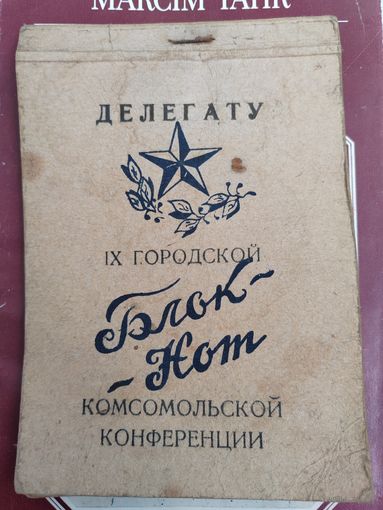 МАКСІМ ТАНК
ДЕЛЕГАТУ
IX ГОРОДСКОЙ
Блок-
-Нот
КОМСОМОЛЬСКОЙ
КОНФЕРЕНЦИИ